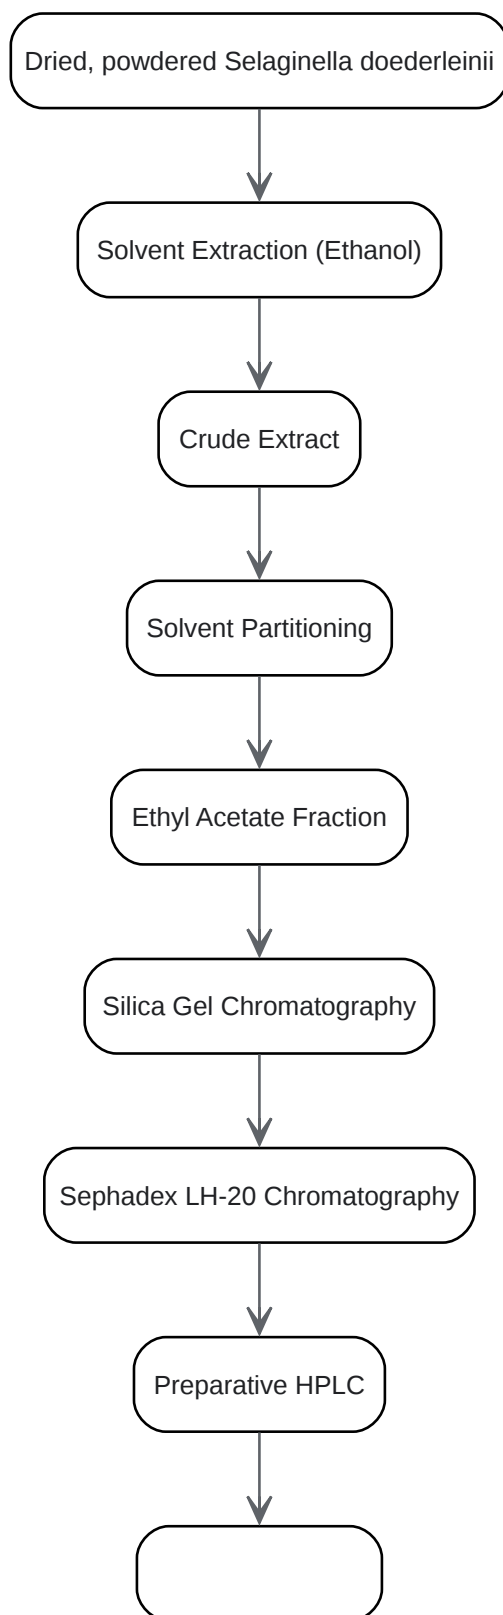 Dried, powdered Selaginella doederleinii
Solvent Extraction (Ethanol)
Crude Extract
Solvent Partitioning
Ethyl Acetate Fraction
Silica Gel Chromatography
Sephadex LH-20 Chromatography
Preparative HPLC